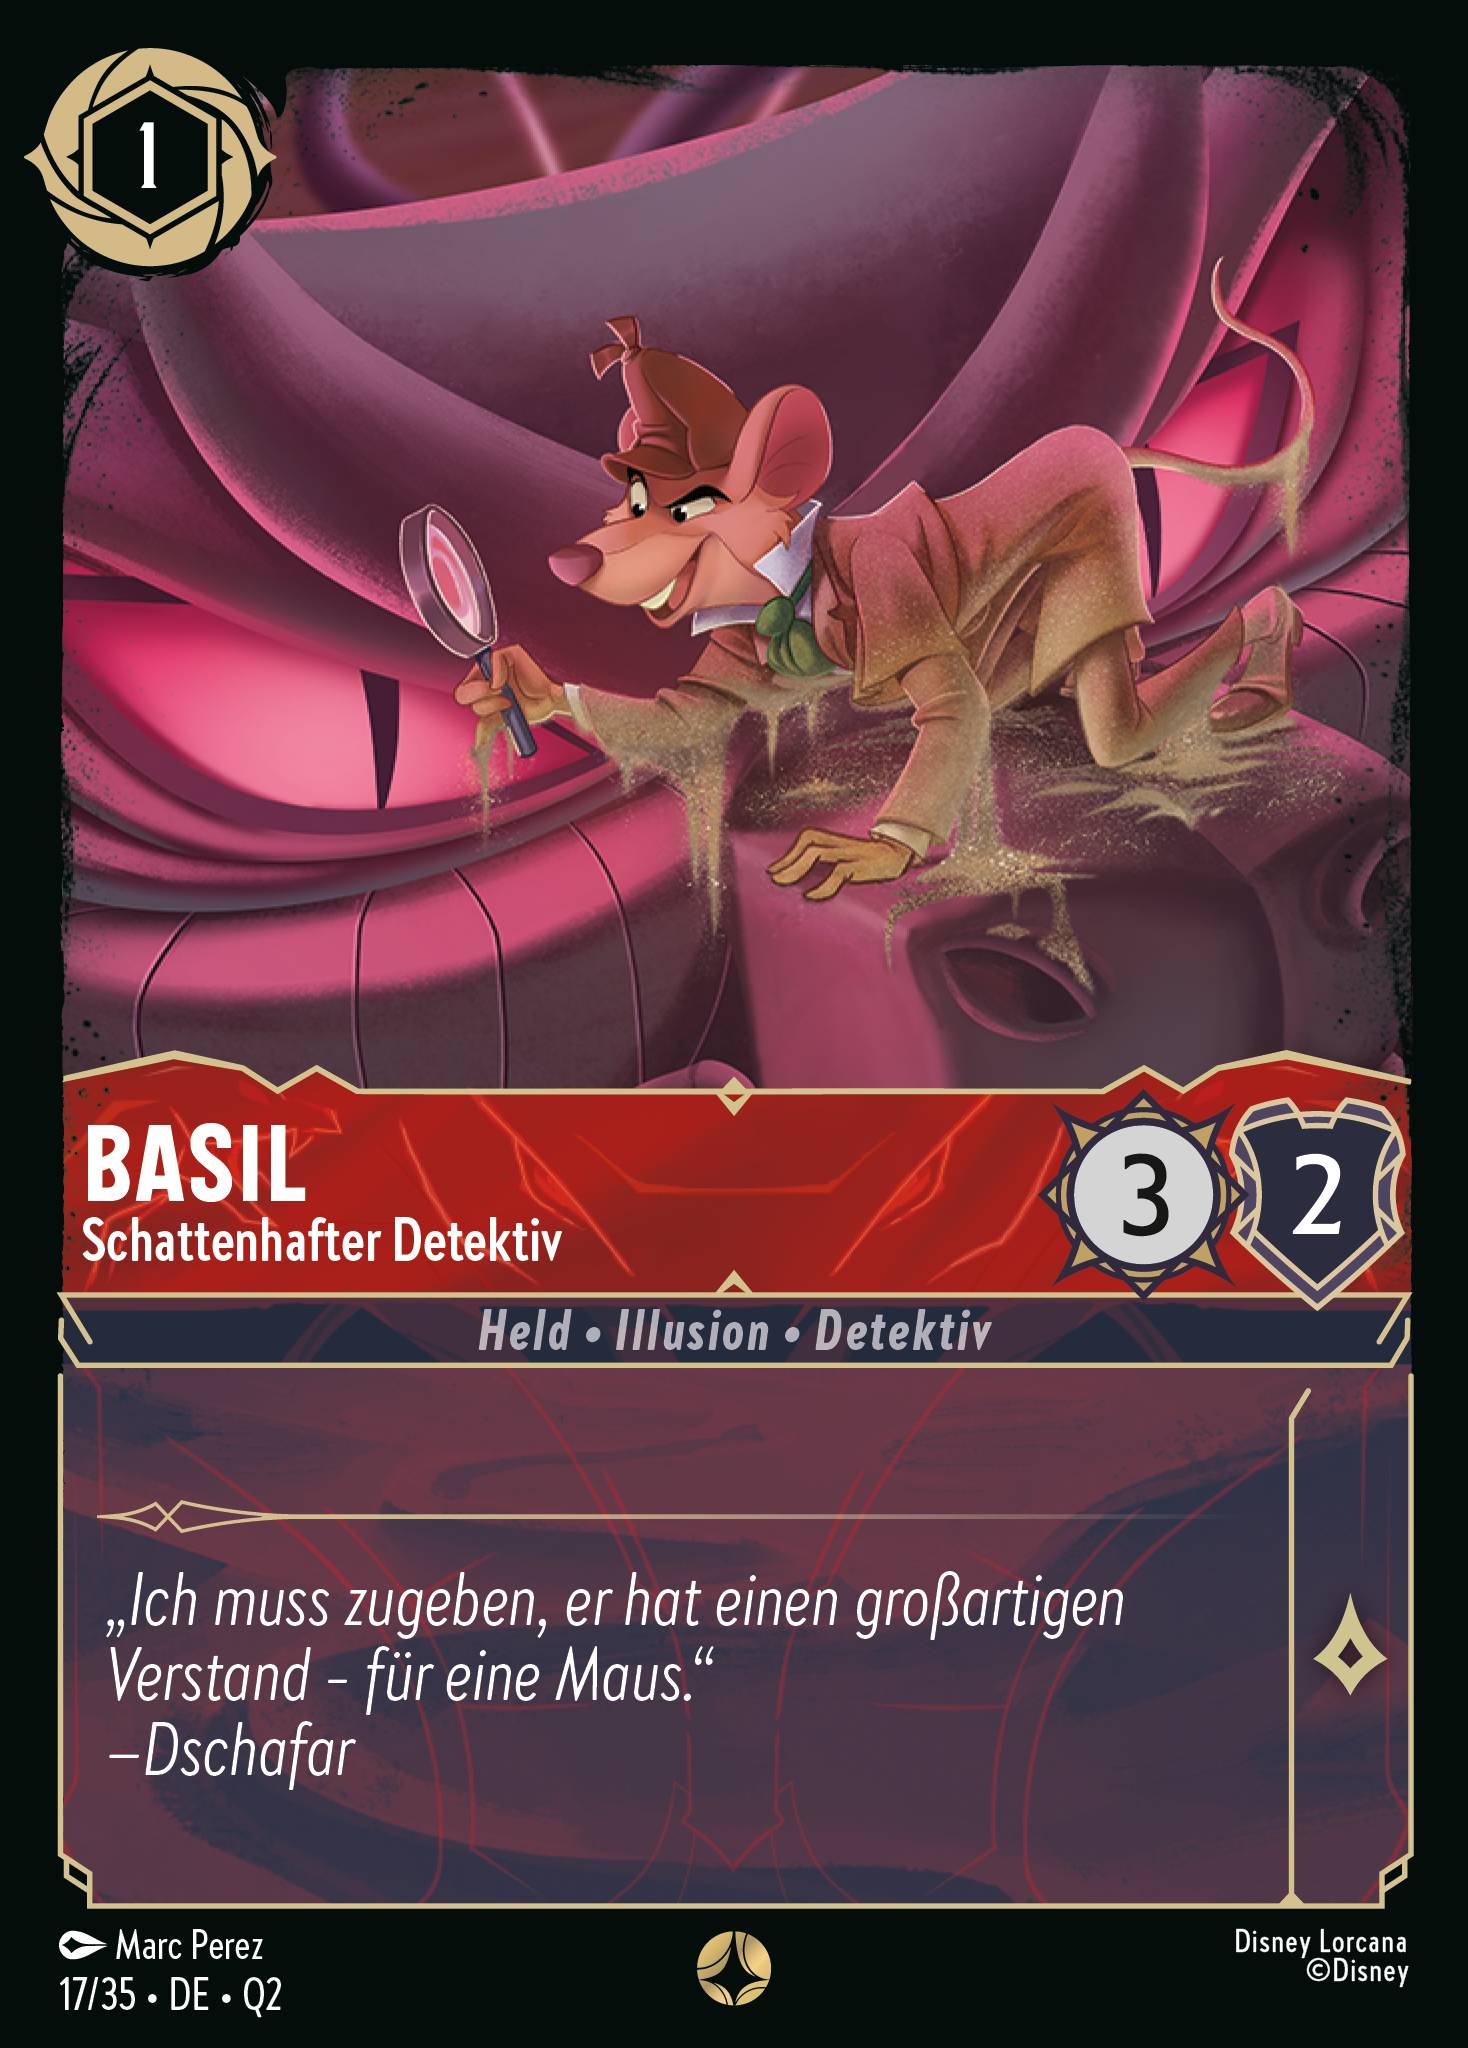 1
BASIL
Schattenhafter Detektiv
3
2
Held • Illusion • Detektiv
„Ich muss zugeben, er hat einen großartigen
Verstand – für eine Maus.“
—Dschafar
Marc Perez
17/35 • DE • Q2
Disney Lorcana
©Disney